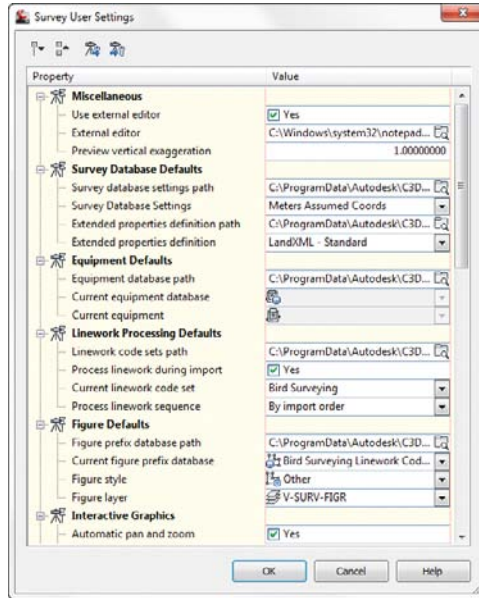 Survey User Settings
Property Value
Miscellaneous
Use external editor Yes
External editor C:\Windows\system32\notepad...
Preview vertical exaggeration 1.00000000
Survey Database Defaults
Survey database settings path C:\ProgramData\Autodesk\C3D...
Survey Database Settings Meters Assumed Coords
Extended properties definition path C:\ProgramData\Autodesk\C3D...
Extended properties definition LandXML - Standard
Equipment Defaults
Equipment database path C:\ProgramData\Autodesk\C3D...
Current equipment database
Current equipment
Linework Processing Defaults
Linework code sets path C:\ProgramData\Autodesk\C3D...
Process linework during import Yes
Current linework code set Bird Surveying
Process linework sequence By import order
Figure Defaults
Figure prefix database path C:\ProgramData\Autodesk\C3D...
Current figure prefix database Bird Surveying Linework Cod...
Figure style Other
Figure layer V-SURV-FIGR
Interactive Graphics
Automatic pan and zoom Yes
OK Cancel Help